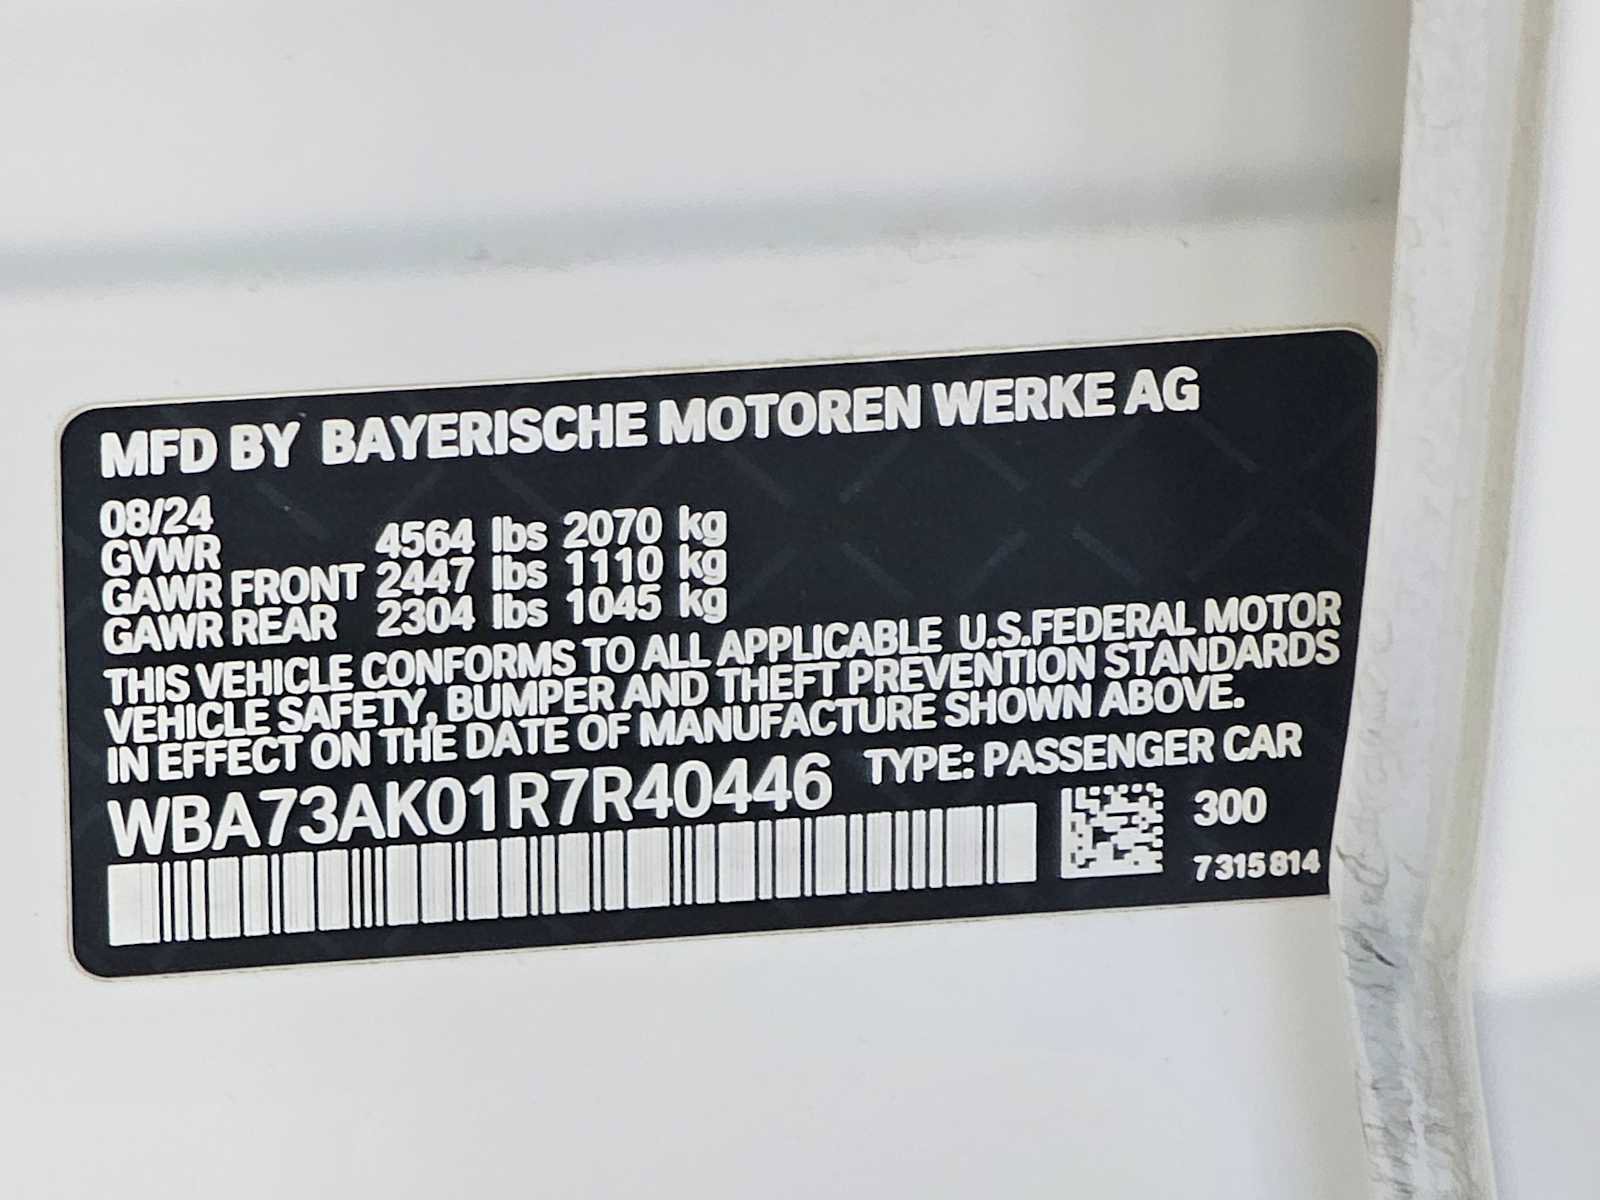 MFD BY BAYERISCHE MOTOREN WERKE AG
08/24
GVWR 4564 lbs 2070 kg
GAWR FRONT 2447 lbs 1110 kg
GAWR REAR 2304 lbs 1045 kg
THIS VEHICLE CONFORMS TO ALL APPLICABLE U.S.FEDERAL MOTOR
VEHICLE SAFETY, BUMPER AND THEFT PREVENTION STANDARDS
IN EFFECT ON THE DATE OF MANUFACTURE SHOWN ABOVE.
WBA73AK01R7R40446 TYPE: PASSENGER CAR
300
7315814